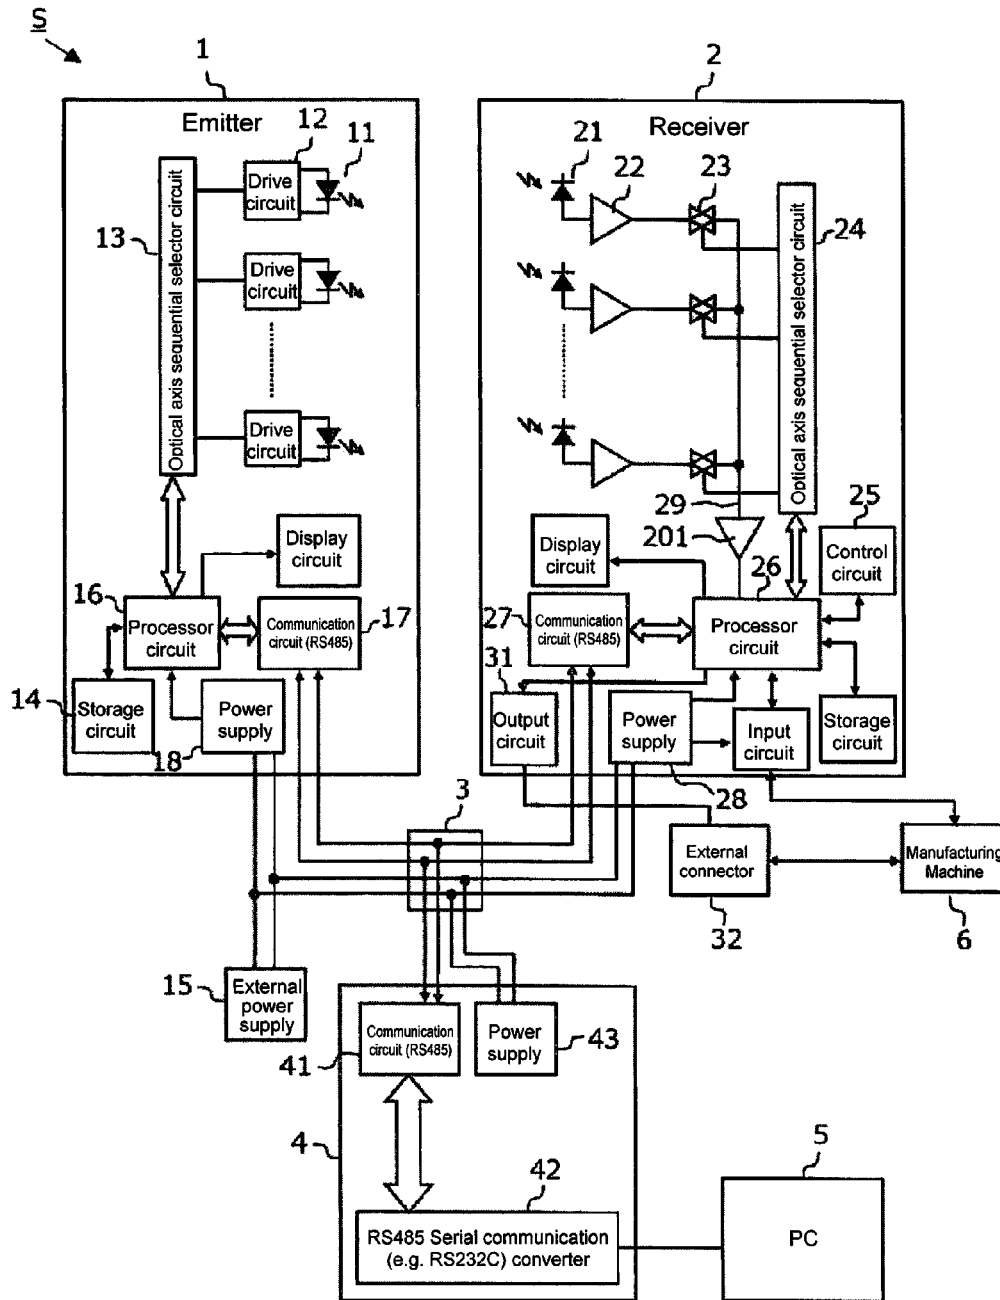 S
1
2
Emitter
Receiver
12
11
21
22
23
Drive
circuit
13
24
Optical axis sequential selector circuit
Optical axis sequential selector circuit
Drive
circuit
Drive
circuit
29
25
201
Display
circuit
Display
circuit
Control
circuit
16
26
17
27
Processor
circuit
Communication
circuit (RS485)
Communication
circuit (RS485)
Processor
circuit
31
14
Storage
circuit
Power
supply
18
Output
circuit
Power
supply
Input
circuit
Storage
circuit
28
3
External
connector
Manufacturing
Machine
32
6
15
External
power
supply
Communication
circuit (RS485)
Power
supply
41
43
4
5
42
RS485 Serial communication
(e.g. RS232C) converter
PC